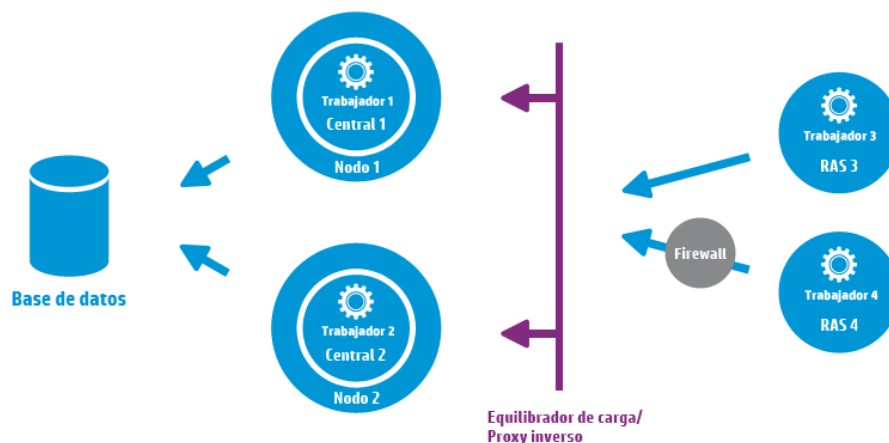 Trabajador 1
Central 1
Nodo 1
Trabajador 3
RAS 3
Firewall
Base de datos
Trabajador 2
Central 2
Nodo 2
Trabajador 4
RAS 4
Equilibrador de carga/
Proxy inverso